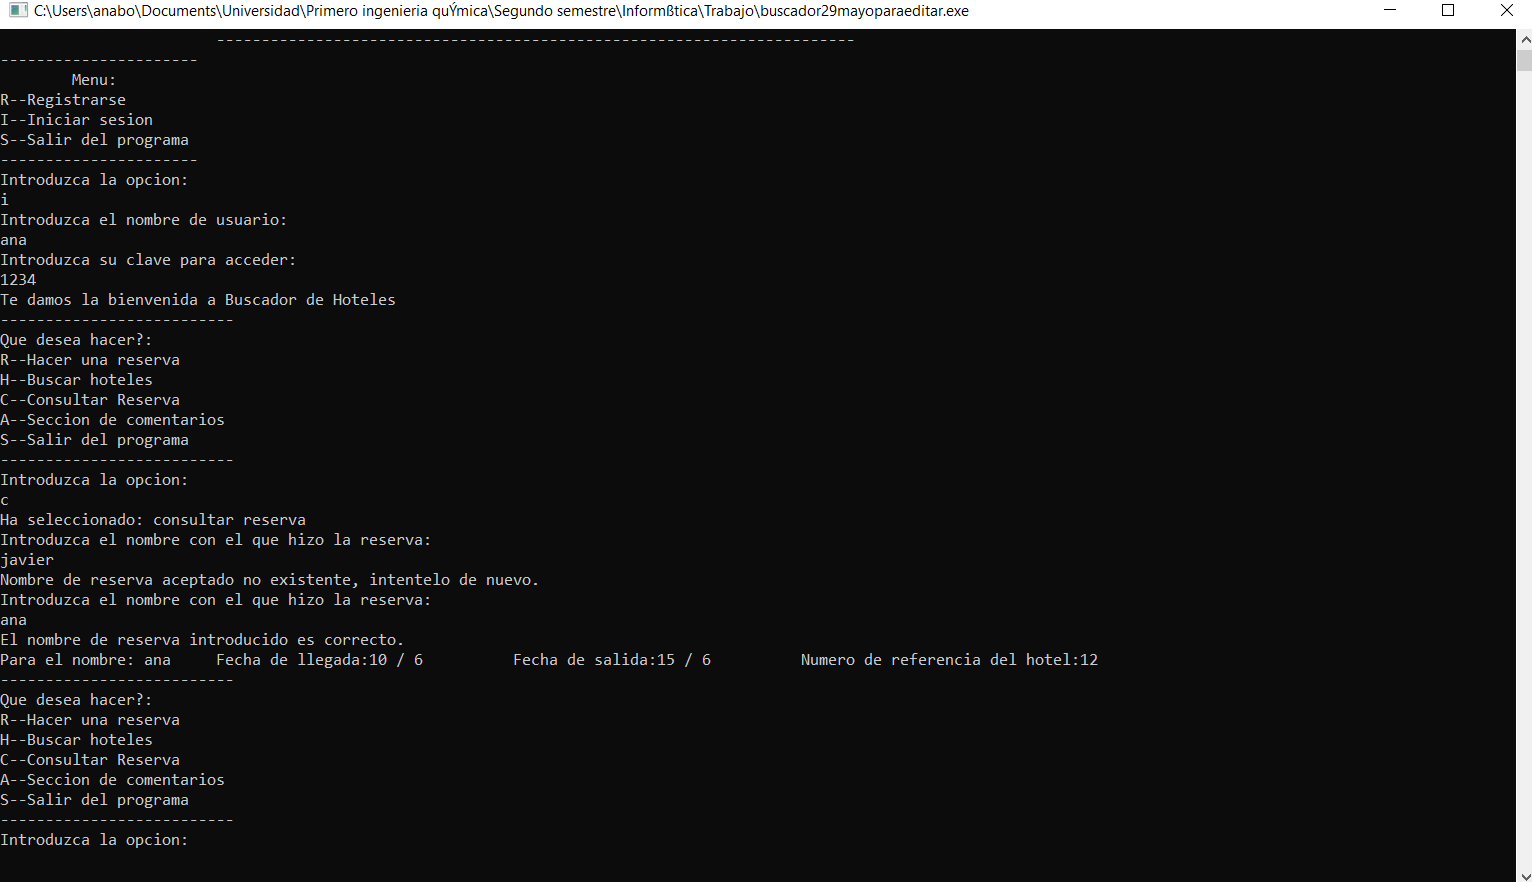 C:\Users\anabo\Documents\Universidad\Primero ingenieria quÝmica\Segundo semestre\Informßtica\Trabajo\buscador29mayoparaeditar.exe
-----------------------------------------------------------------------
----------------------
Menu:
R--Registrarse
I--Iniciar sesion
S--Salir del programa
----------------------
Introduzca la opcion:
i
Introduzca el nombre de usuario:
ana
Introduzca su clave para acceder:
1234
Te damos la bienvenida a Buscador de Hoteles
--------------------------
Que desea hacer?:
R--Hacer una reserva
H--Buscar hoteles
C--Consultar Reserva
A--Seccion de comentarios
S--Salir del programa
--------------------------
Introduzca la opcion:
c
Ha seleccionado: consultar reserva
Introduzca el nombre con el que hizo la reserva:
javier
Nombre de reserva aceptado no existente, intentelo de nuevo.
Introduzca el nombre con el que hizo la reserva:
ana
El nombre de reserva introducido es correcto.
Para el nombre: ana     Fecha de llegada:10 / 6          Fecha de salida:15 / 6          Numero de referencia del hotel:12
--------------------------
Que desea hacer?:
R--Hacer una reserva
H--Buscar hoteles
C--Consultar Reserva
A--Seccion de comentarios
S--Salir del programa
--------------------------
Introduzca la opcion: